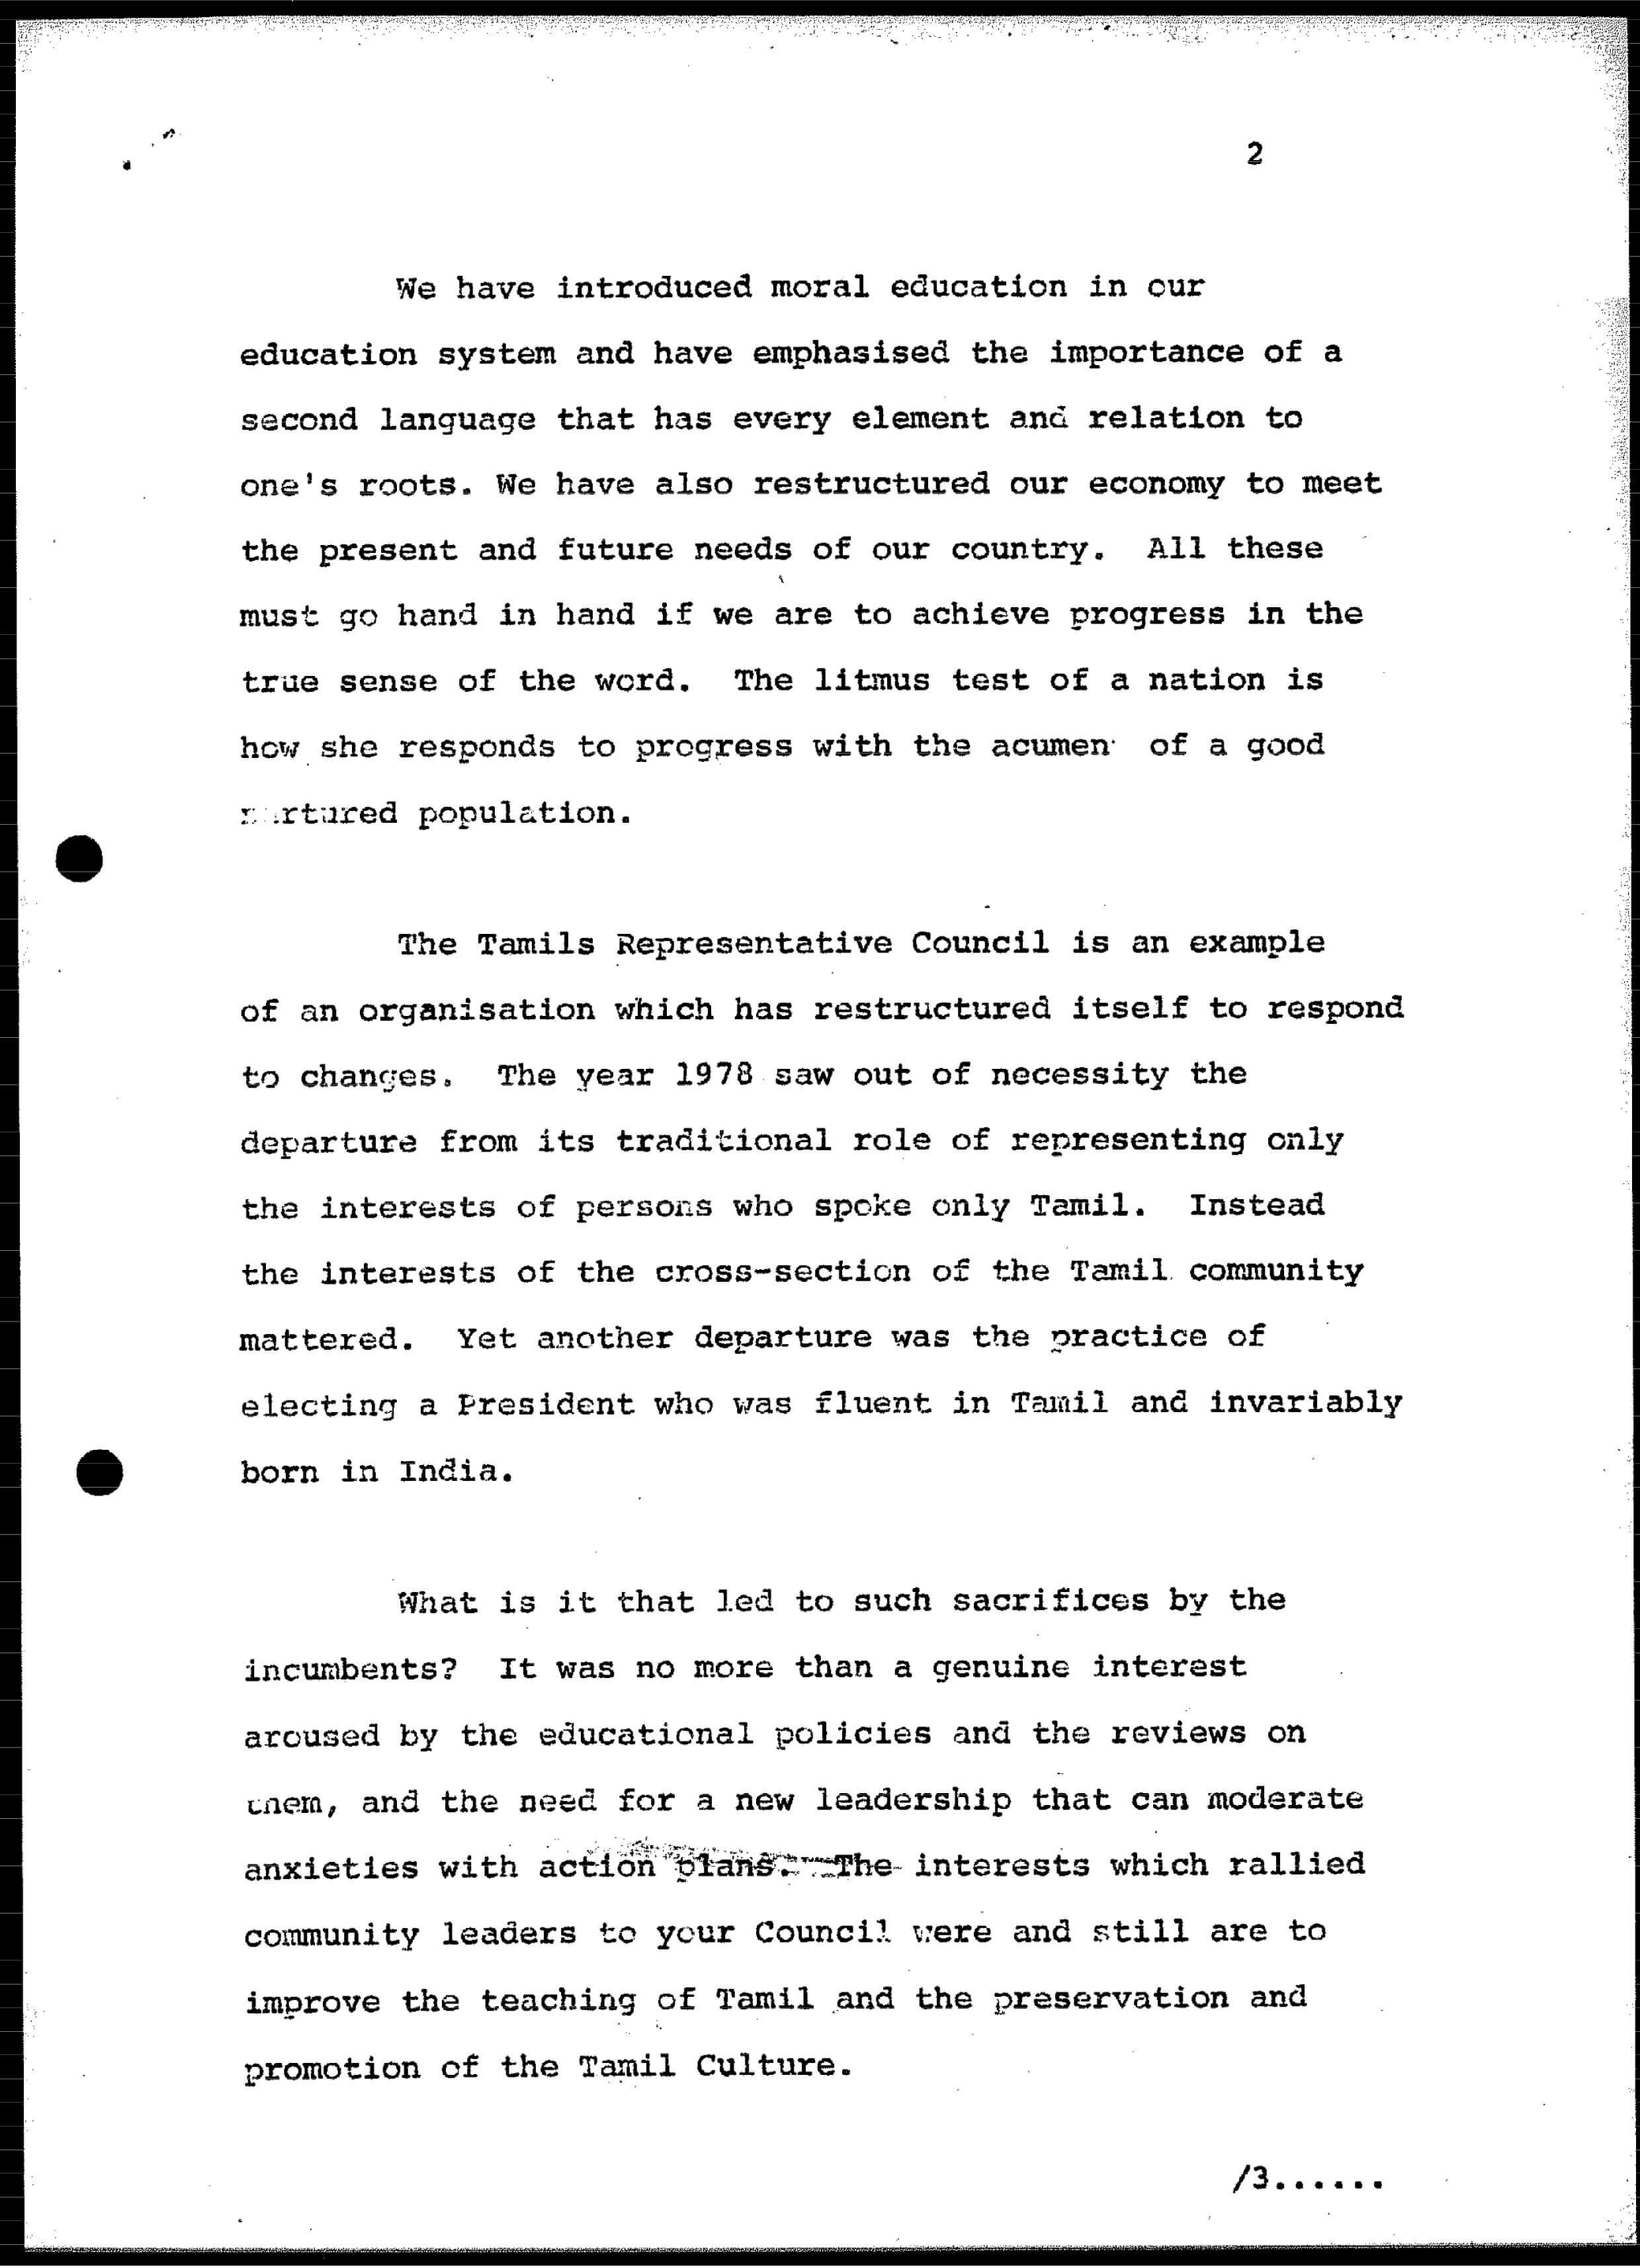 2
We have introduced moral education in our
education system and have emphasised the importance of a
second language that has every element and relation to
one's roots. We have also restructured our economy to meet
the present and future needs of our country. All these
must go hand in hand if we are to achieve progress in the
true sense of the word. The litmus test of a nation is
how she responds to progress with the acumen of a good
nurtured population.
The Tamils Representative Council is an example
of an organisation which has restructured itself to respond
to changes. The year 1978 saw out of necessity the
departure from its traditional role of representing only
the interests of persons who spoke only Tamil. Instead
the interests of the cross-section of the Tamil community
mattered. Yet another departure was the practice of
electing a President who was fluent in Tamil and invariably
born in India.
What is it that led to such sacrifices by the
incumbents? It was no more than a genuine interest
aroused by the educational policies and the reviews on
them, and the need for a new leadership that can moderate
anxieties with action plans. The interests which rallied
community leaders to your Council were and still are to
improve the teaching of Tamil and the preservation and
promotion of the Tamil Culture.
/3......